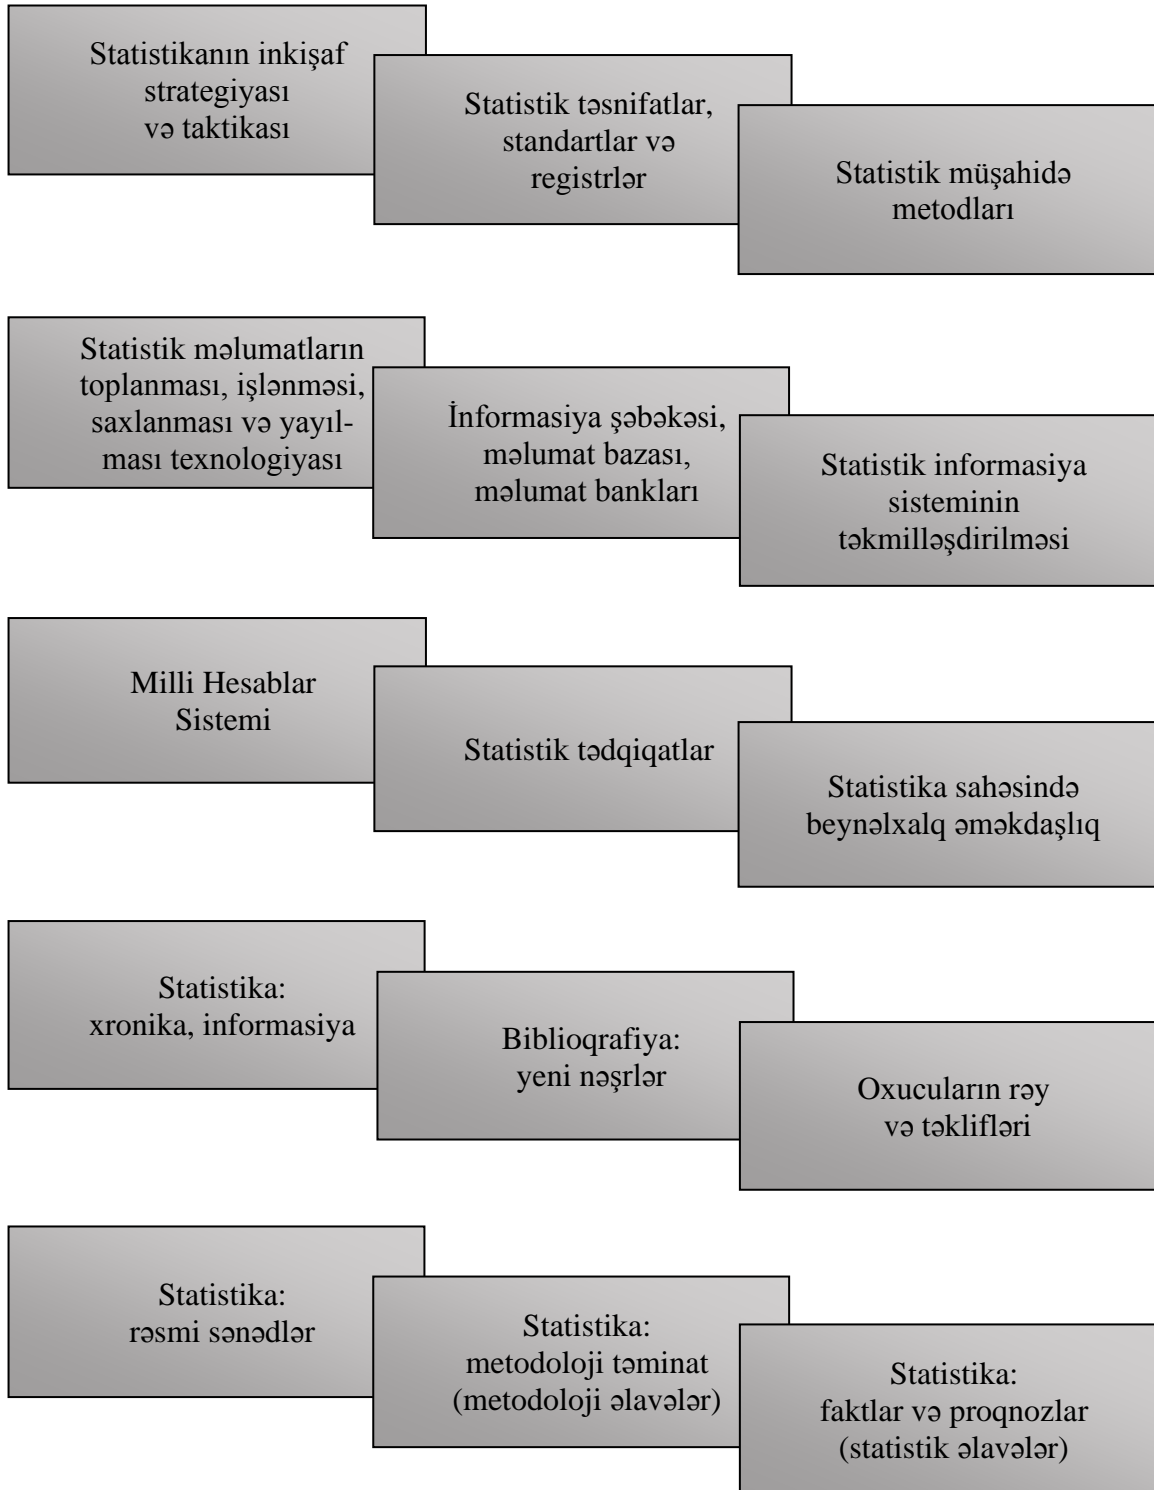 Statistikanın inkişaf
strategiyası
və taktikası
Statistik təsnifatlar,
standartlar və
registrlər
Statistik müşahidə
metodları
Statistik məlumatların
toplanması, işlənməsi,
saxlanması və yayıl-
ması texnologiyası
İnformasiya şəbəkəsi,
məlumat bazası,
məlumat bankları
Statistik informasiya
sisteminin
təkmilləşdirilməsi
Milli Hesablar
Sistemi
Statistik tədqiqatlar
Statistika sahəsində
beynəlxalq əməkdaşlıq
Statistika:
xronika, informasiya
Biblioqrafiya:
yeni nəşrlər
Oxucuların rəy
və təklifləri
Statistika:
rəsmi sənədlər
Statistika:
metodoloji təminat
(metodoloji əlavələr)
Statistika:
faktlar və proqnozlar
(statistik əlavələr)